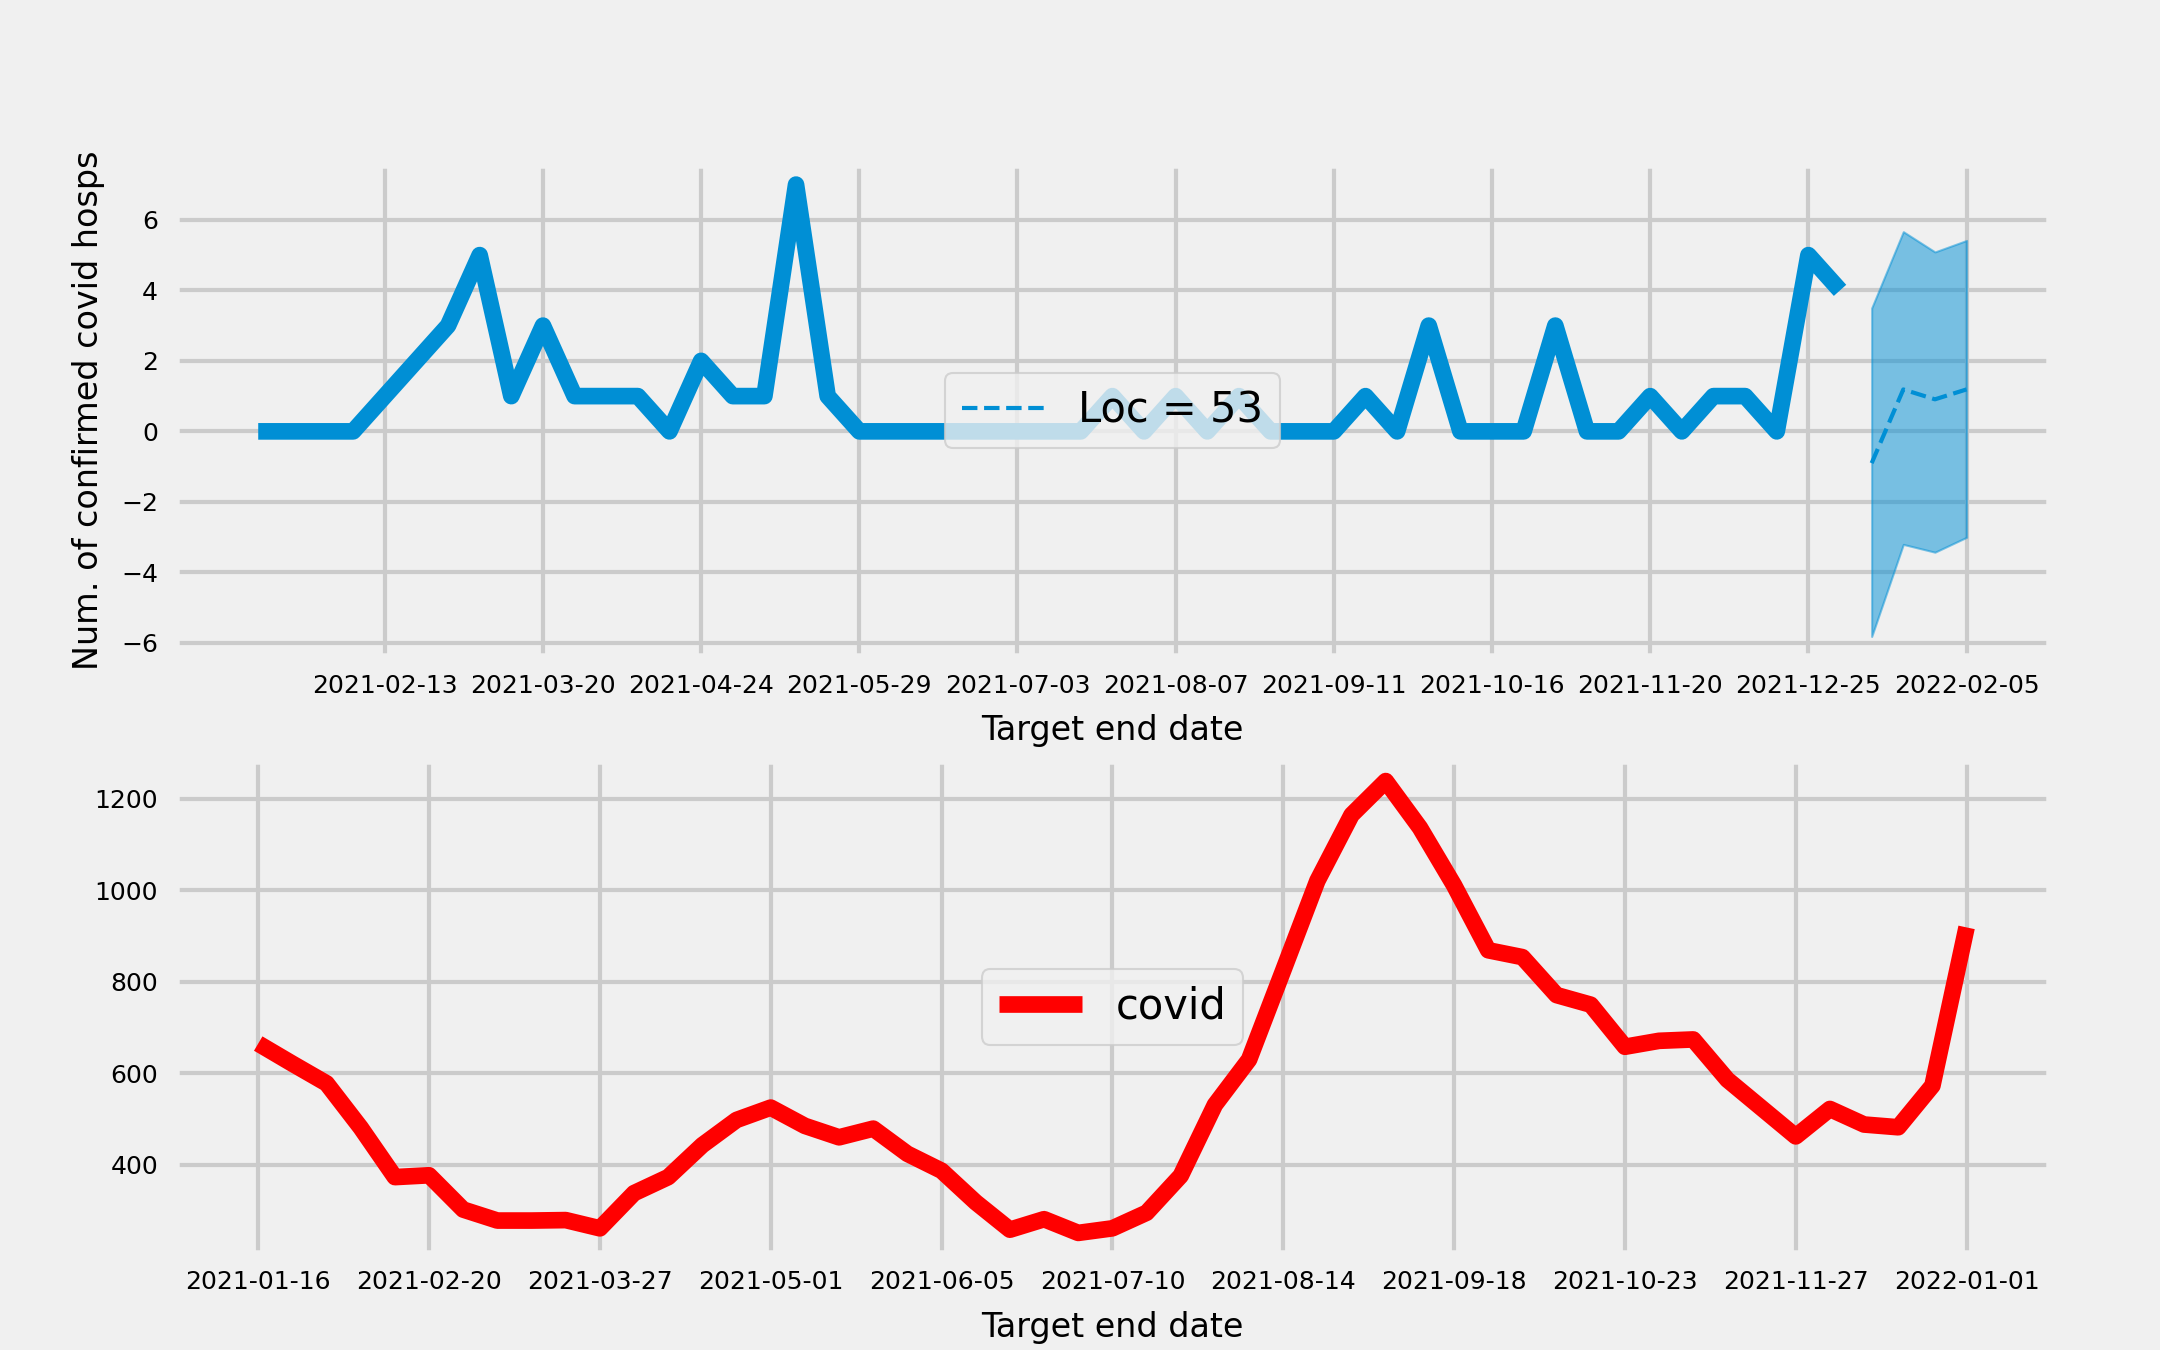 Num. of confirmed covid hosps
6
4
2
0
−2
−4
−6
Loc = 53
2021-02-13 2021-03-20 2021-04-24 2021-05-29 2021-07-03 2021-08-07 2021-09-11 2021-10-16 2021-11-20 2021-12-25 2022-02-05
Target end date
1200
1000
800
600
400
covid
2021-01-16 2021-02-20 2021-03-27 2021-05-01 2021-06-05 2021-07-10 2021-08-14 2021-09-18 2021-10-23 2021-11-27 2022-01-01
Target end date